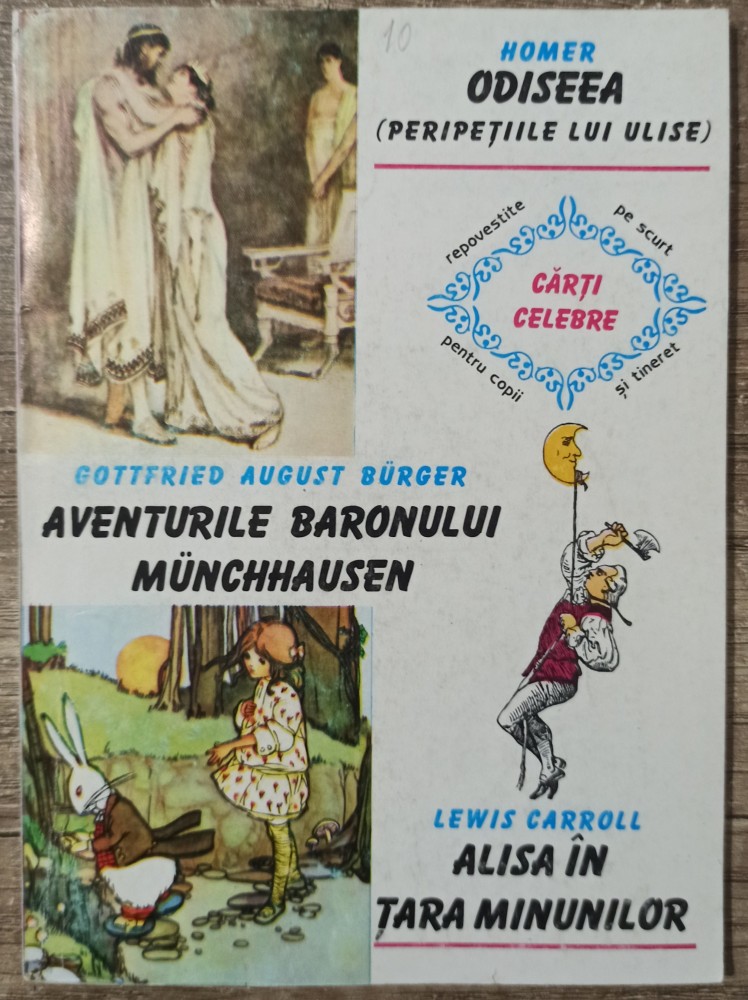 10
HOMER
ODISEEA
(PERIPEȚIILE LUI ULISE)
repovestite
pe scurt
CĂRȚI
CELEBRE
pentru copii
și tineret
GOTTFRIED AUGUST BÜRGER
AVENTURILE BARONULUI
MÜNCHHAUSEN
LEWIS CARROLL
ALISA ÎN
ȚARA MINUNILOR